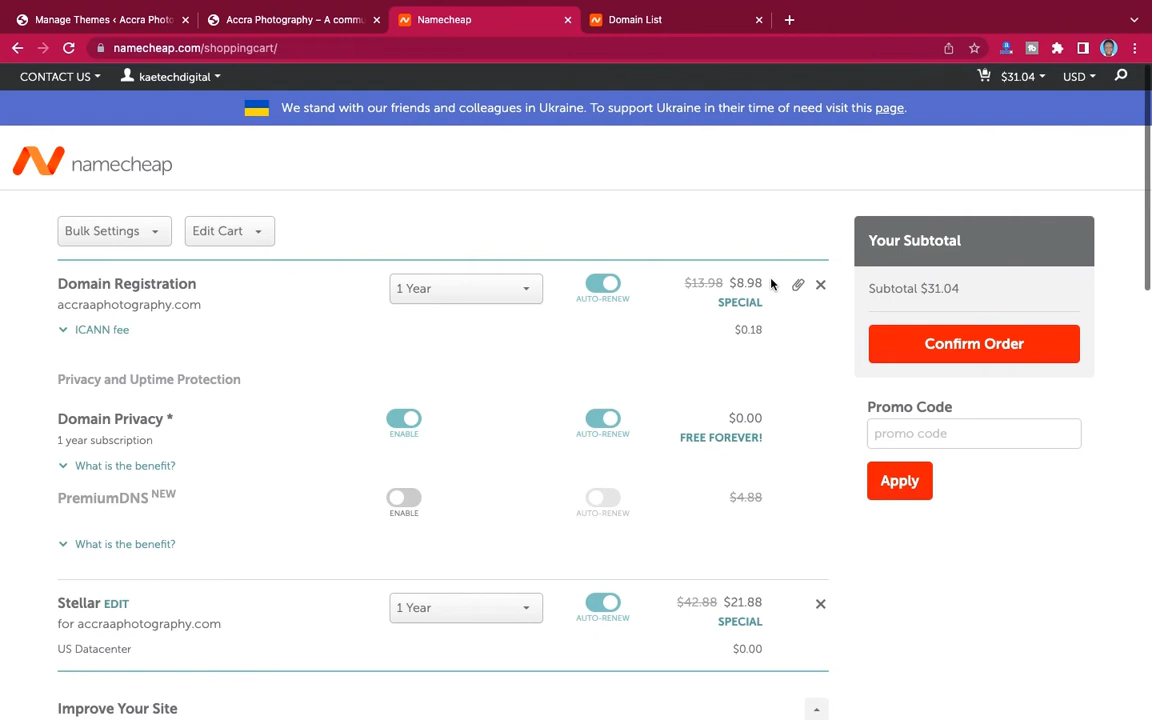 Manage Themes ‹ Accra Photo
Accra Photography – A commu
Namecheap
Domain List
namecheap.com/shoppingcart/
CONTACT US
kaetechdigital
$31.04
USD
We stand with our friends and colleagues in Ukraine. To support Ukraine in their time of need visit this page.
namecheap
Bulk Settings
Edit Cart
Your Subtotal
Domain Registration
accraaphotography.com
1 Year
AUTO-RENEW
$13.98 $8.98
SPECIAL
Subtotal $31.04
ICANN fee
$0.18
Confirm Order
Privacy and Uptime Protection
Promo Code
promo code
Apply
Domain Privacy *
1 year subscription
ENABLE
AUTO-RENEW
$0.00
FREE FOREVER!
What is the benefit?
PremiumDNS NEW
ENABLE
AUTO-RENEW
$4.88
What is the benefit?
Stellar EDIT
for accraaphotography.com
1 Year
AUTO-RENEW
$42.88 $21.88
SPECIAL
US Datacenter
$0.00
Improve Your Site